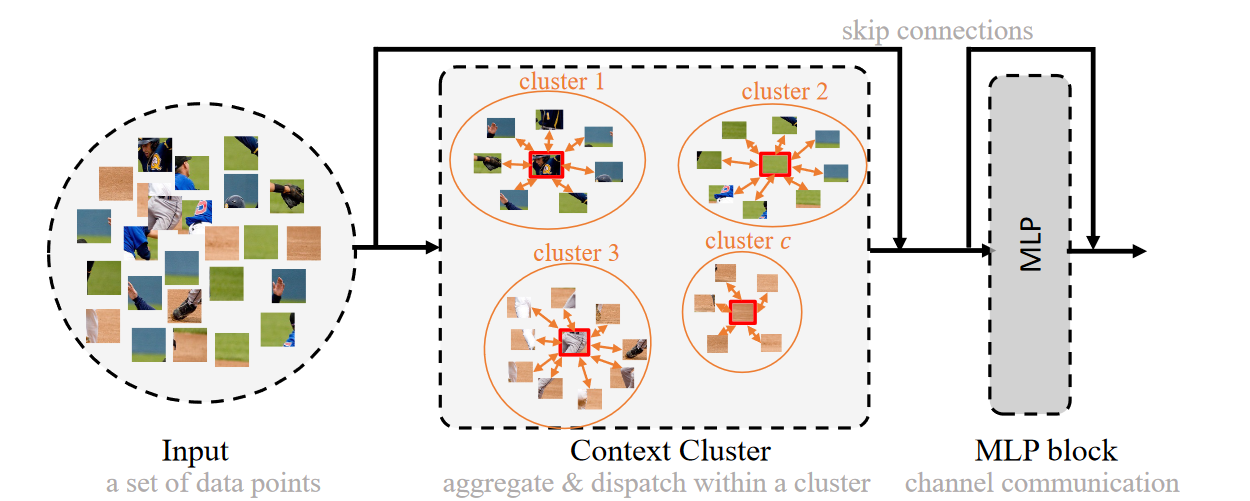 skip connections
cluster 1
cluster 2
cluster 3
cluster c
MLP
Input
a set of data points
Context Cluster
aggregate & dispatch within a cluster
MLP block
channel communication